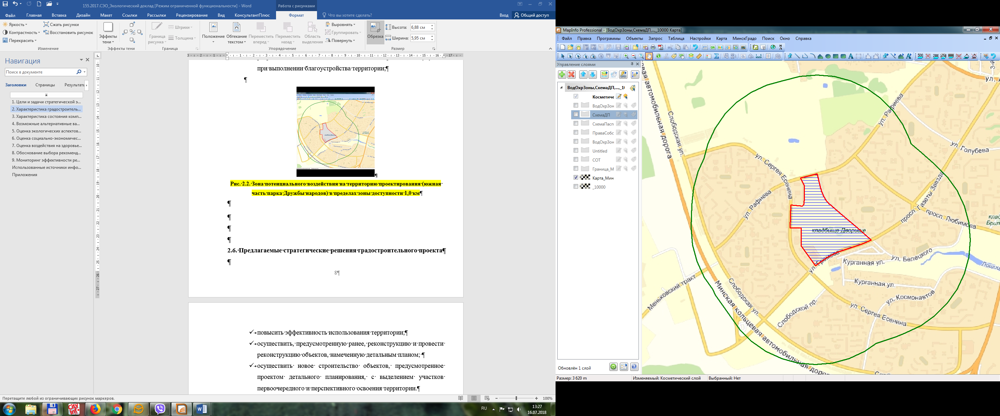 155.2017.СЭО_Экологический доклад [Режим ограниченной функциональности] - Word
Работа с рисунками
Файл
Главная
Вставка
Дизайн
Макет
Ссылки
Рассылки
Рецензирование
Вид
КонсультантПлюс
Формат
Что вы хотите сделать?
Вход
Общий доступ
Яркость
Сжать рисунки
Контрастность
Восстановить рисунок
Перекрасить
Изменение
Эффекты тени
Эффекты тени
Граница рисунка
Штрихи
Толщина
Граница
Положение
Обтекание текстом
Переместить вперед
Переместить назад
Область выделения
Выровнять
Группировать
Повернуть
Упорядочение
Обрезка
Высота: 6,88 см
Ширина: 5,95 см
Размер
Навигация
Поиск в документе
Заголовки
Страницы
Результаты
1. Цели и задачи стратегической э...
2. Характеристика градостроитель...
3. Характеристика состояния комп...
4. Возможные альтернативные ва...
5. Оценка экологических аспектов...
6. Оценка социально-экономичес...
7. Оценка воздействия на здоровье...
8. Обоснование выбора рекоменд...
9. Мониторинг эффективности ре...
Использованные источники инфо...
Приложения
при выполнении благоустройства территории;¶
¶
Рис. 2.2. Зона потенциального воздействия на территорию проектирования (южная
часть парка Дружбы народов) в пределах зоны доступности 1,0 км¶
¶
¶
¶
¶
2.6. Предлагаемые стратегические решения градостроительного проекта¶
¶
8¶
повысить эффективность использования территории;¶
осуществить, предусмотренную ранее, реконструкцию и провести
реконструкцию объектов, намеченную детальным планом; ¶
осуществить новое строительство объектов, предусмотренное
проектом детального планирования, с выделением участков
первоочередного и перспективного освоения территории.¶
Перетащите любой из ограничивающих рисунок маркеров.
100%
RU
13:27
16.07.2018
MapInfo Professional - [ВодОхрЗоны,СхемаДП,...,_10000 Карта]
Файл
Правка
Программы
Объекты
Запрос
Таблица
Настройки
Карта
МинскГрадо
Поиск
Окно
Справка
Управление слоями
ВодОхрЗоны,СхемаДП,...,_1(
Косметиче
ВодОхрЗон
СхемаДП
СхемаПасп
ПраваСобс
ВодОхрЗон
Untitled
СОТ
Граница_М
Карта_Мин
_10000
Обновлён 1 слой
Размер: 3 620 m
Изменяемый: Косметический слой
Выбранный: Нет
Слободская ул.
ул. Рафиева
ул. Голубева
ул. Сергея Есенина
ул. Рафиева
просп. Газеты Звезда
просп. Любимова
кладбище Дворище
ул. Громова
ул. Белецкого
Курганная ул.
Курганная ул.
ул. Космонавтов
Слободской пр.
ул. Сергея Есенина
Меньковский тракт
Слободская ул.
Минская кольцевая автомобильная доро